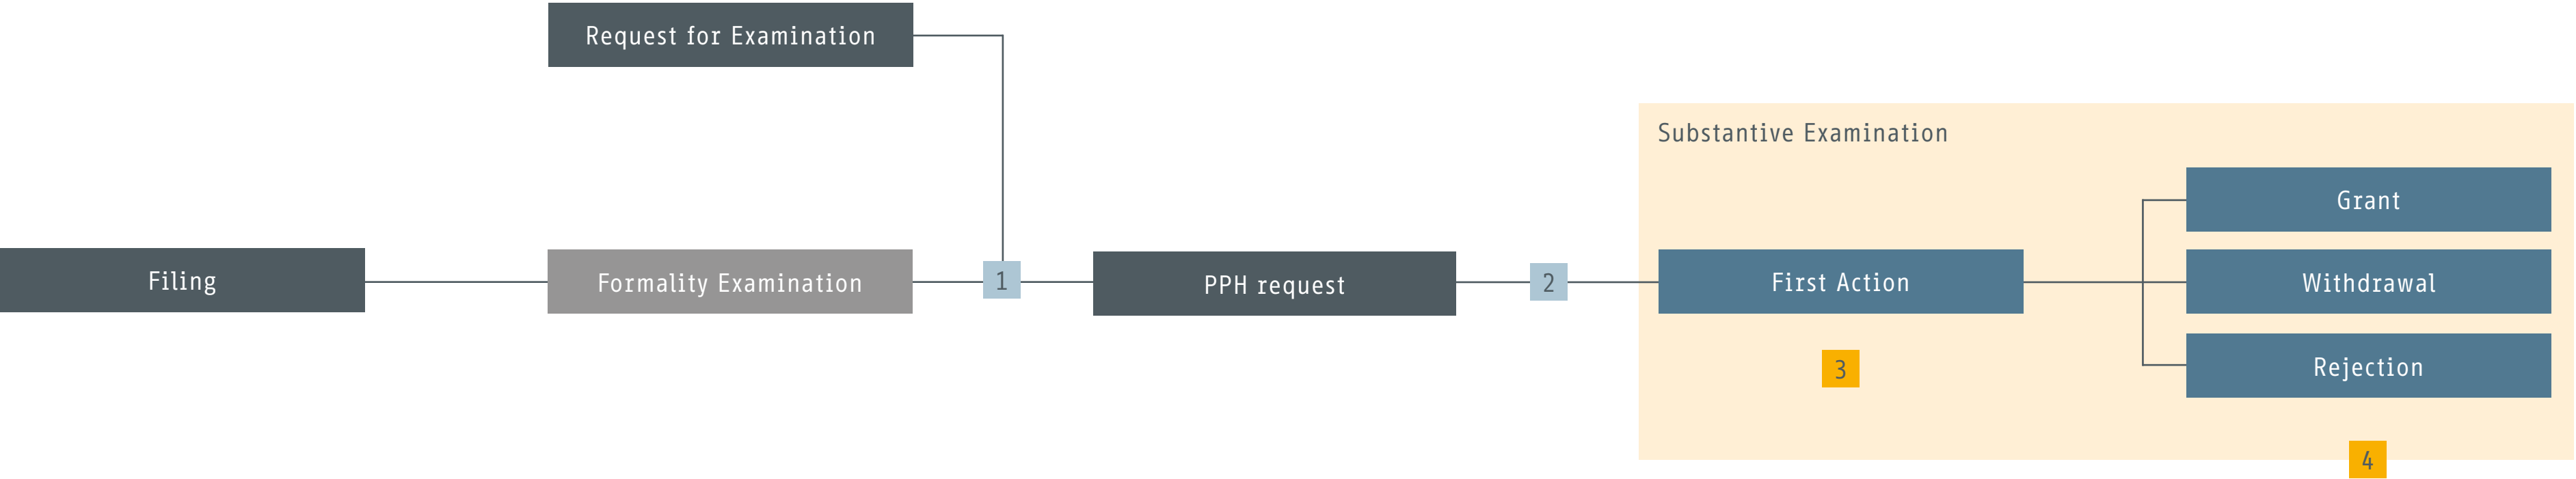 Request for Examination
Substantive Examination
Grant
Filing
Formality Examination
1
PPH request
2
First Action
Withdrawal
3
Rejection
4